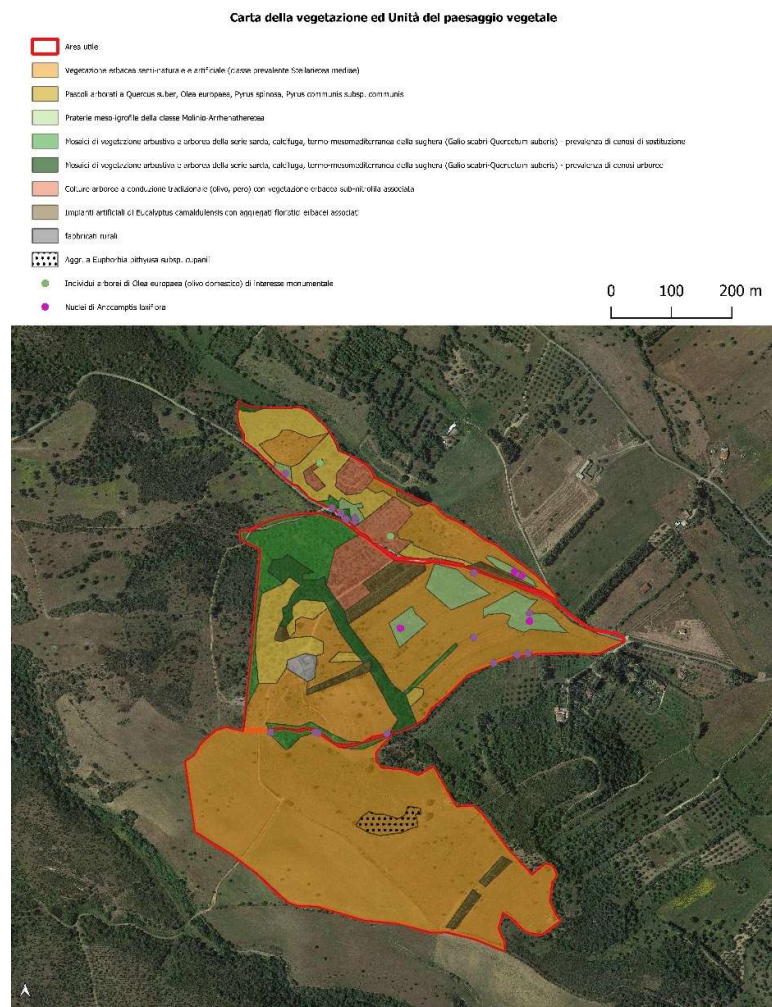 Carta della vegetazione ed Unità del paesaggio vegetale
Area utile
Vegetazione erbacea semi-naturale e artificiale (classe prevalente Stellarietea mediae)
Pascoli arborati a Quercus suber, Olea europaea, Pyrus spinosa, Pyrus communis subsp. communis
Praterie meso-igrofile della classe Molinio-Arrhenatheretea
Mosaici di vegetazione arbustiva e arborea della serie sarda, calcifuga, termo-mesomediterranea della sughera (Galio scabri-Quercetum suberis) - prevalenza di cenosi di sostituzione
Mosaici di vegetazione arbustiva e arborea della serie sarda, calcifuga, termo-mesomediterranea della sughera (Galio scabri-Quercetum suberis) - prevalenza di cenosi arboree
Colture arboree a conduzione tradizionale (olivo, pero) con vegetazione erbacea sub-nitrofila associata
Impianti artificiali di Eucalyptus camaldulensis con aggregati floristici erbacei associati
fabbricati rurali
Aggr. a Euphorbia pithyusa subsp. cupanii
Individui arborei di Olea europaea (olivo domestico) di interesse monumentale
Nuclei di Anacamptis laxiflora
0 100 200 m